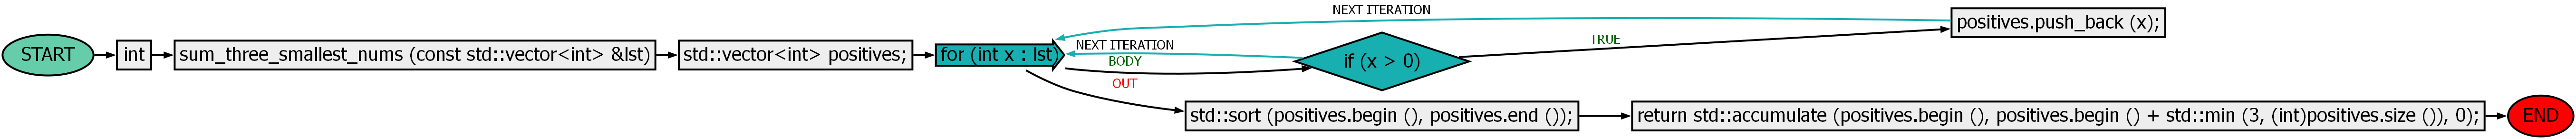 START
int
sum_three_smallest_nums (const std::vector<int> &lst)
std::vector<int> positives;
for (int x : lst)
NEXT ITERATION
NEXT ITERATION
BODY
OUT
if (x > 0)
TRUE
positives.push_back (x);
std::sort (positives.begin (), positives.end ());
return std::accumulate (positives.begin (), positives.begin () + std::min (3, (int)positives.size ()), 0);
END